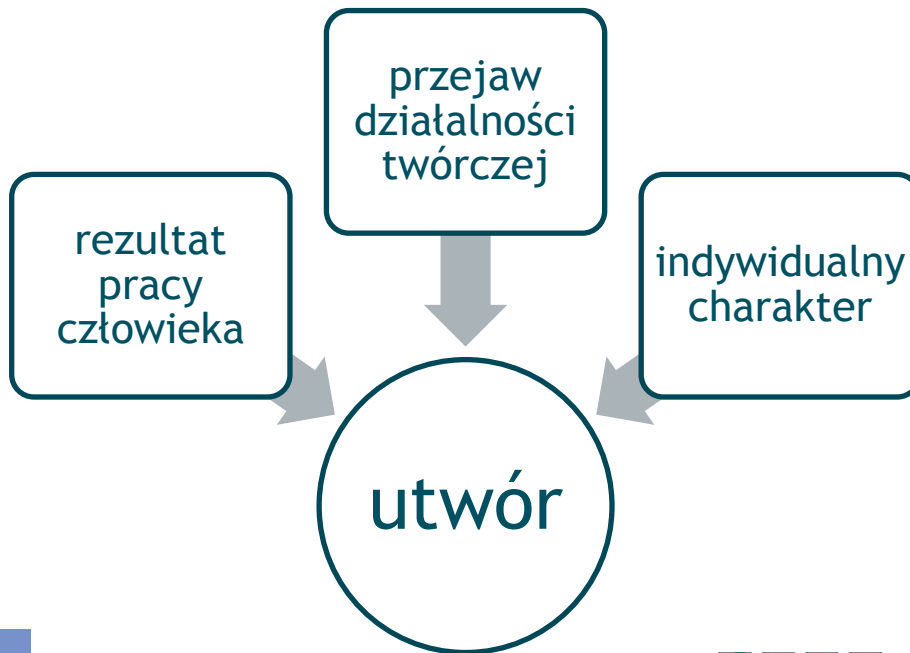 przejaw
działalności
twórczej
rezultat
pracy
człowieka
indywidualny
charakter
utwór